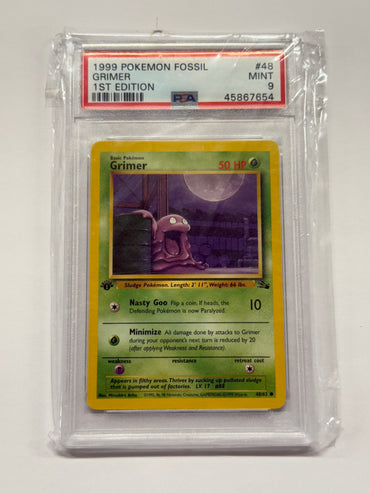 1999 POKEMON FOSSIL #48
GRIMER MINT
1ST EDITION 9
PSA 45867654
Basic Pokémon
Grimer 50 HP
Sludge Pokémon. Length: 2' 11", Weight: 66 lbs.
Nasty Goo Flip a coin. If heads, the
Defending Pokémon is now Paralyzed. 10
Minimize All damage done by attacks to Grimer
during your opponent's next turn is reduced by 20
(after applying Weakness and Resistance).
weakness resistance retreat cost
Appears in filthy areas. Thrives by sucking up polluted sludge
that is pumped out of factories. LV. 17 #88
48/62